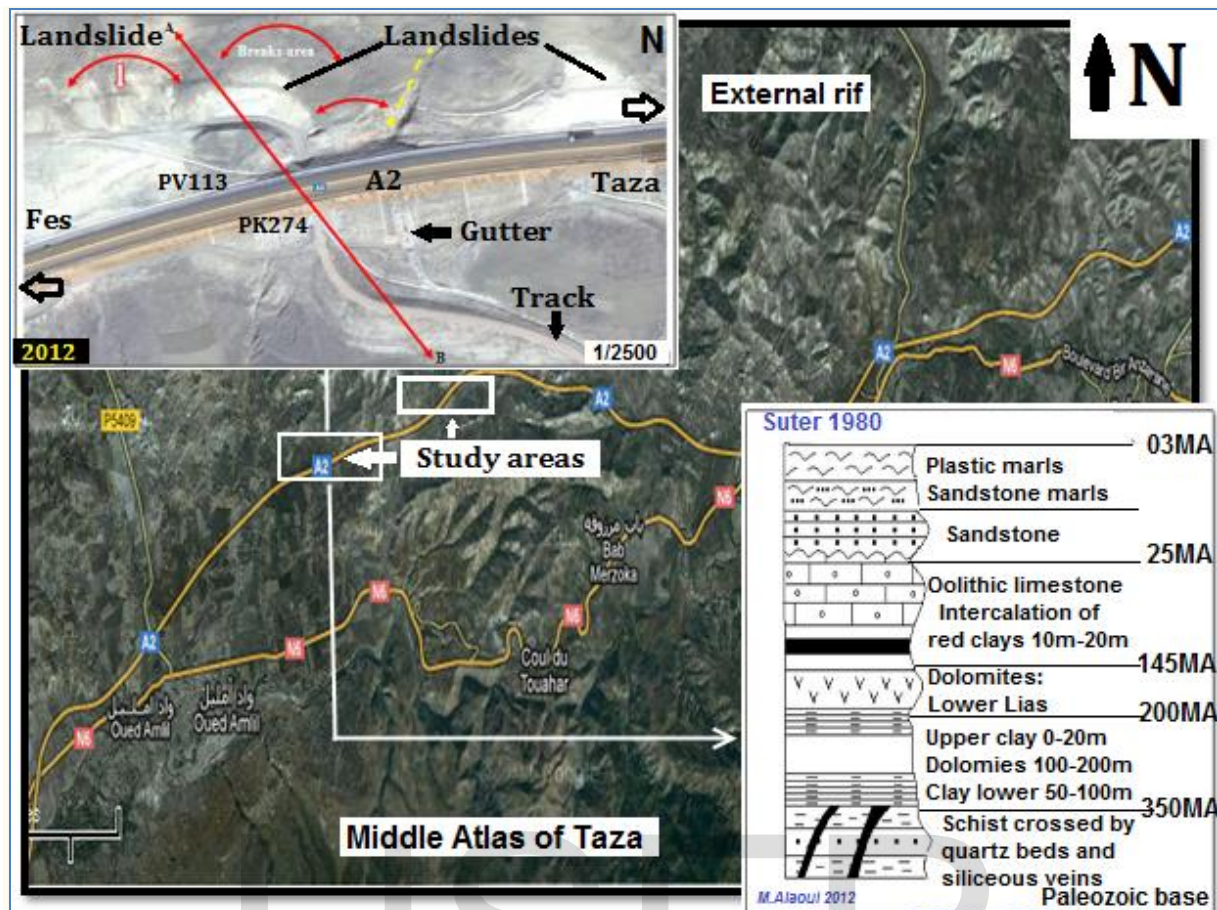 Landslide
A
Breaks area
Landslides
N
I
PV113
A2
Taza
Fes
PK274
Gutter
Track
2012
B
1/2500
External rif
N
A2
A2
N6
P5409
A2
A2
Study areas
N6
باب مرزوقة
Bab
Merzoka
N6
N6
N6
A2
Coul du
Touahar
واد أمليل
Oued Amlil
واد أمليل
Oued Amlil
N6
Middle Atlas of Taza
Suter 1980
03MA
Plastic marls
Sandstone marls
Sandstone
25MA
Oolithic limestone
Intercalation of
red clays 10m-20m
145MA
Dolomites:
Lower Lias
200MA
Upper clay 0-20m
Dolomies 100-200m
Clay lower 50-100m
350MA
Schist crossed by
quartz beds and
siliceous veins
M.Alaoui 2012
Paleozoic base